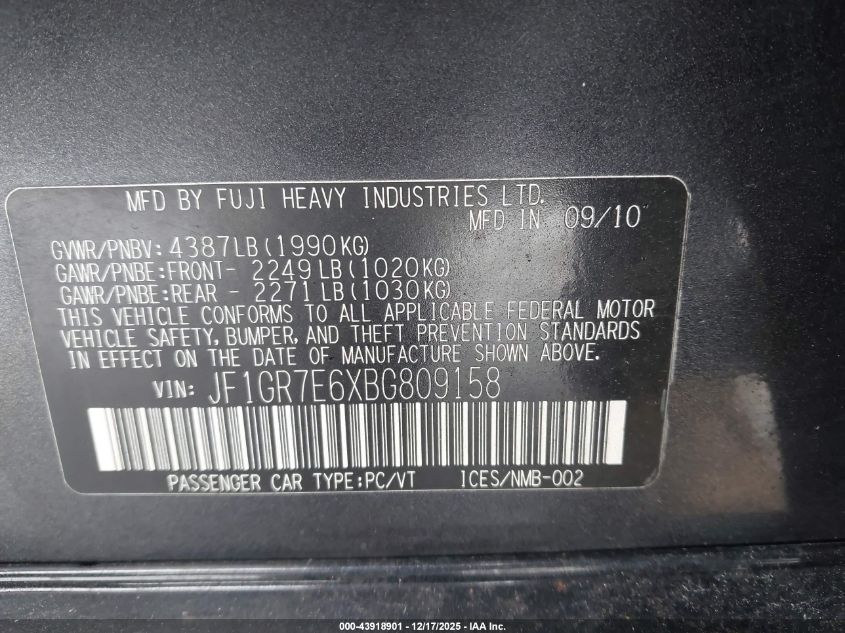 MFD BY FUJI HEAVY INDUSTRIES LTD.
MFD IN 09/10
GVWR/PNBV: 4387LB(1990KG)
GAWR/PNBE:FRONT- 2249LB(1020KG)
GAWR/PNBE:REAR - 2271LB(1030KG)
THIS VEHICLE CONFORMS TO ALL APPLICABLE FEDERAL MOTOR
VEHICLE SAFETY, BUMPER, AND THEFT PREVENTION STANDARDS
IN EFFECT ON THE DATE OF MANUFACTURE SHOWN ABOVE.
VIN: JF1GR7E6XBG809158
PASSENGER CAR TYPE:PC/VT ICES/NMB-002
000-43918901 - 12/17/2025 - IAA Inc.